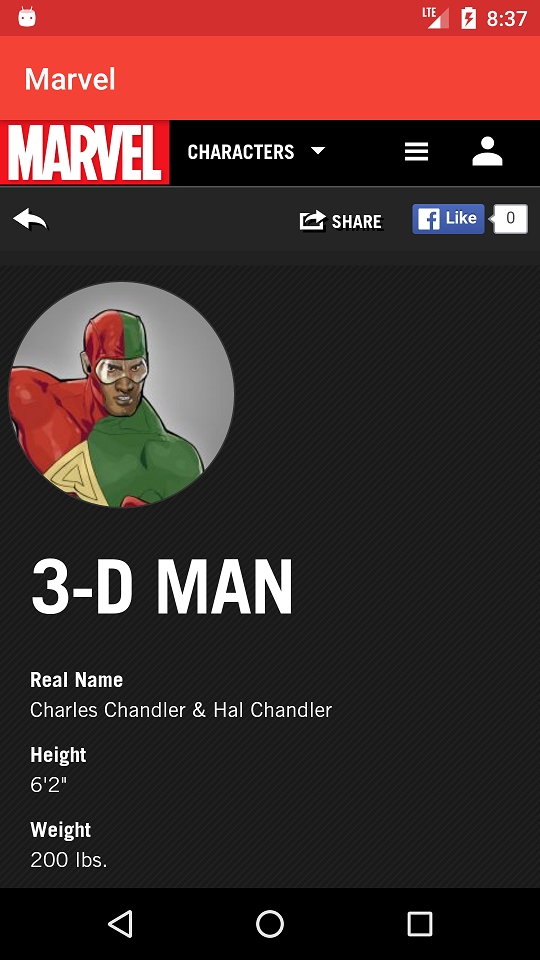 LTE 8:37
Marvel
MARVEL CHARACTERS
SHARE Like 0
3-D MAN
Real Name
Charles Chandler & Hal Chandler
Height
6'2"
Weight
200 lbs.